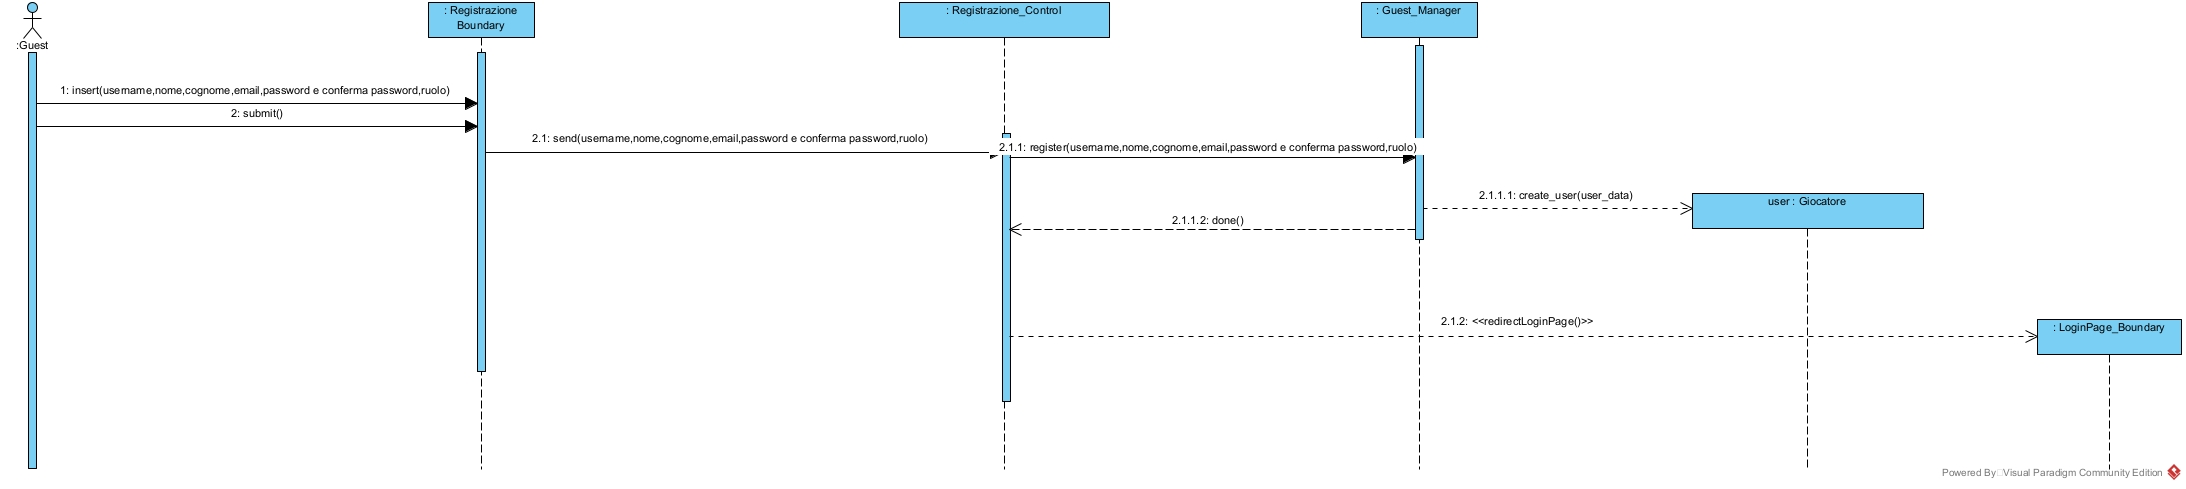 :Guest
: Registrazione
Boundary
: Registrazione_Control
: Guest_Manager
1: insert(username,nome,cognome,email,password e conferma password,ruolo)
2: submit()
2.1: send(username,nome,cognome,email,password e conferma password,ruolo)
2.1.1: register(username,nome,cognome,email,password e conferma password,ruolo)
2.1.1.1: create_user(user_data)
user : Giocatore
2.1.1.2: done()
2.1.2: <<redirectLoginPage()>>
: LoginPage_Boundary
Powered By Visual Paradigm Community Edition